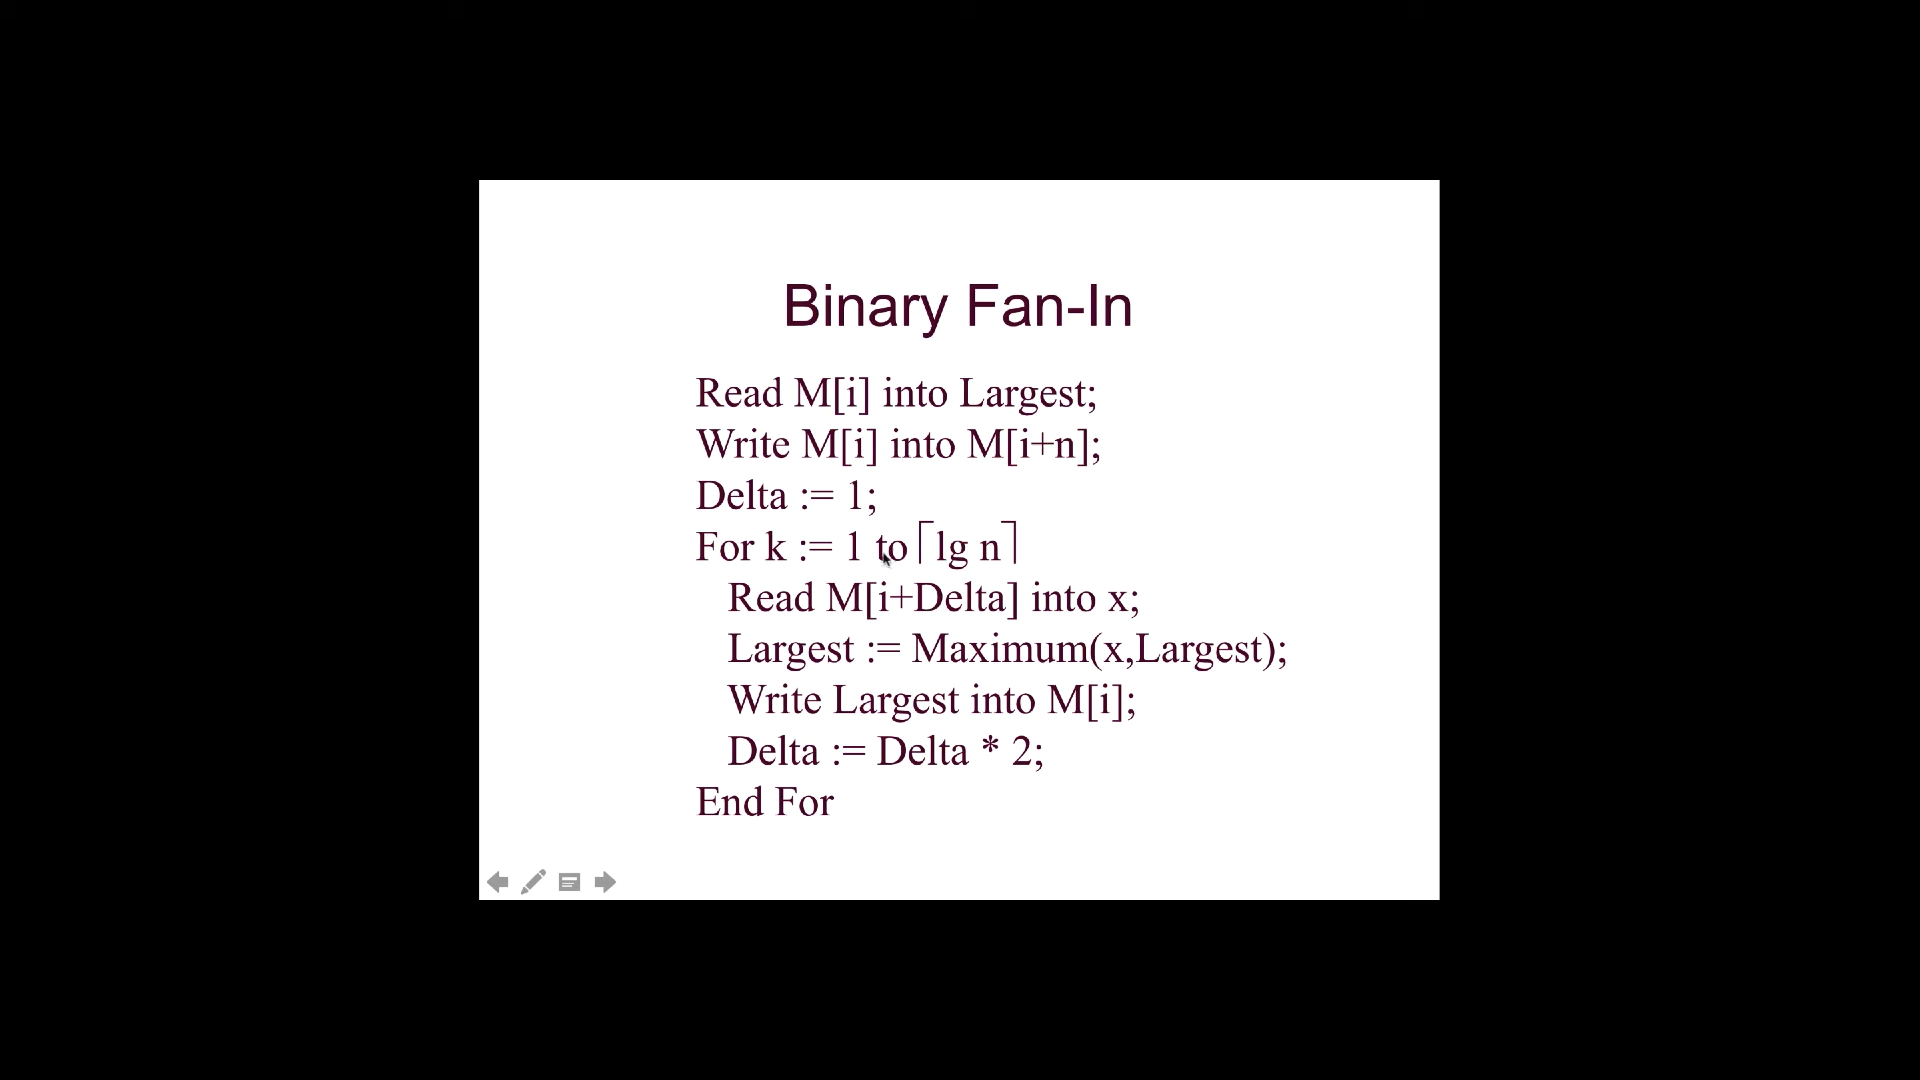 Binary Fan-In
Read M[i] into Largest;
Write M[i] into M[i+n];
Delta := 1;
For k := 1 to ⌈lg n⌉
Read M[i+Delta] into x;
Largest := Maximum(x,Largest);
Write Largest into M[i];
Delta := Delta * 2;
End For